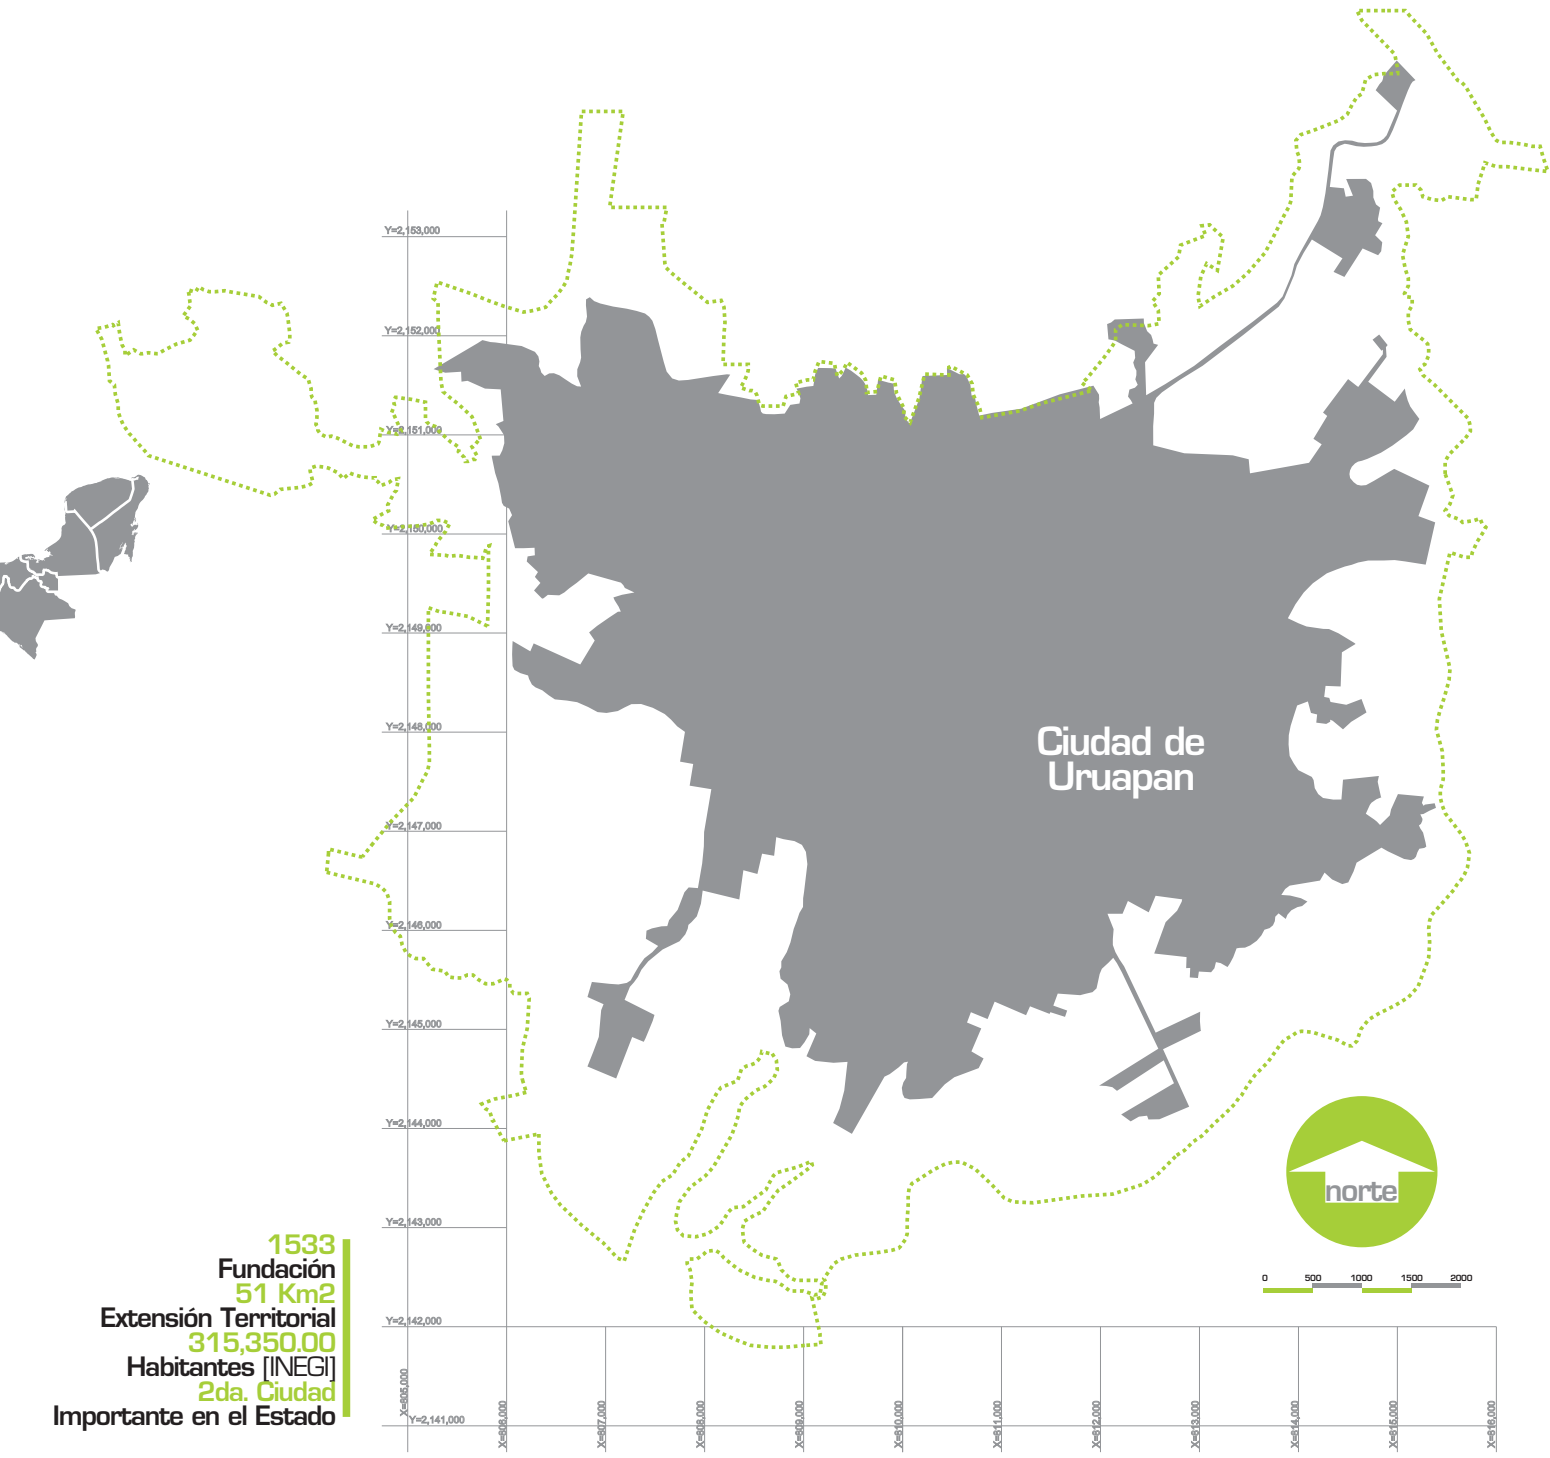 Y=2,153,000
Y=2,152,000
Y=2,151,000
Y=2,150,000
Y=2,149,000
Y=2,148,000
Y=2,147,000
Y=2,146,000
Y=2,145,000
Y=2,144,000
Y=2,143,000
Y=2,142,000
Y=2,141,000
Ciudad de
Uruapan
norte
0 500 1000 1500 2000
1533
Fundación
51 Km2
Extensión Territorial
315,350.00
Habitantes [INEGI]
2da. Ciudad
Importante en el Estado
X=805,000
X=806,000
X=807,000
X=808,000
X=809,000
X=810,000
X=811,000
X=812,000
X=813,000
X=814,000
X=815,000
X=816,000